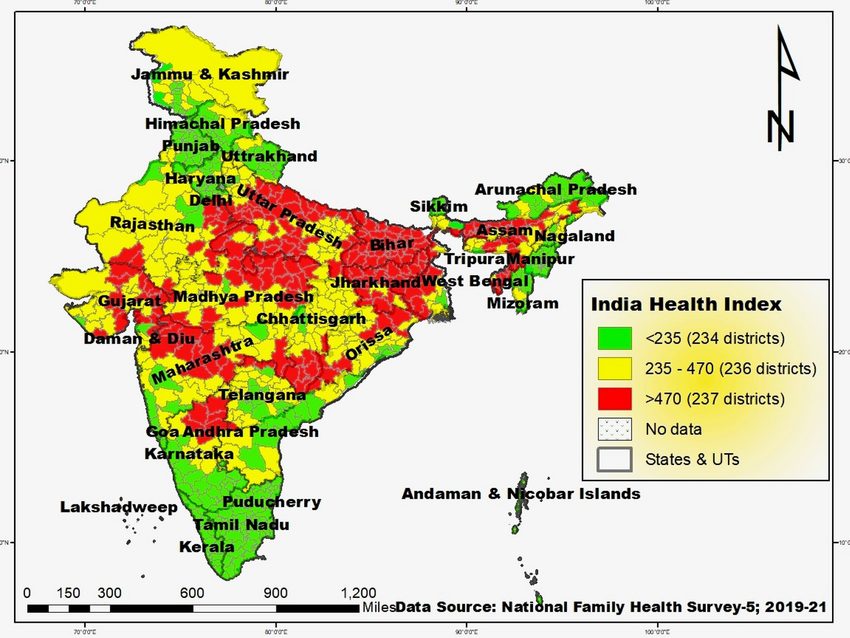 70°0'0"E 80°0'0"E 90°0'0"E 100°0'0"E
Jammu & Kashmir
Himachal Pradesh
Punjab
Uttrakhand
Haryana
Delhi
Uttar Pradesh
Rajasthan
Bihar
Sikkim
Arunachal Pradesh
Assam
Nagaland
Tripura
Manipur
Jharkhand
West Bengal
Mizoram
Gujarat
Madhya Pradesh
Chhattisgarh
Daman & Diu
Maharashtra
Orissa
Telangana
Goa
Andhra Pradesh
Karnataka
Lakshadweep
Puducherry
Tamil Nadu
Kerala
Andaman & Nicobar Islands
N
India Health Index
<235 (234 districts)
235 - 470 (236 districts)
>470 (237 districts)
No data
States & UTs
0 150 300 600 900 1,200
Miles
Data Source: National Family Health Survey-5; 2019-21
70°0'0"E 80°0'0"E 90°0'0"E 100°0'0"E